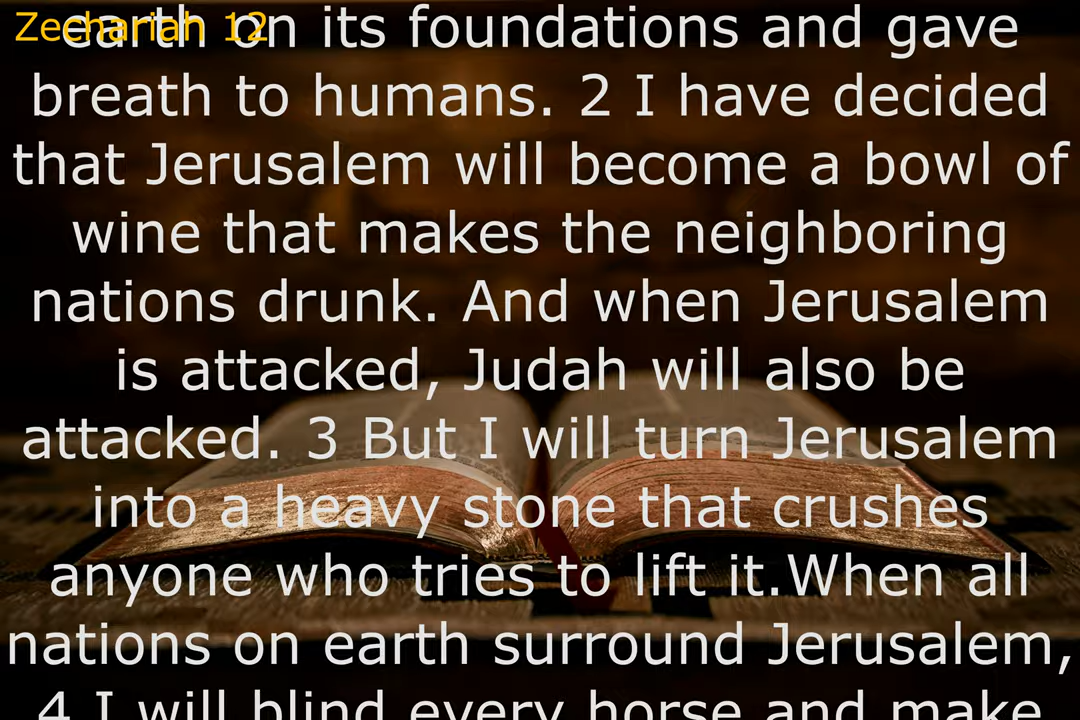 Zechariah 12
earth on its foundations and gave
breath to humans. 2 I have decided
that Jerusalem will become a bowl of
wine that makes the neighboring
nations drunk. And when Jerusalem
is attacked, Judah will also be
attacked. 3 But I will turn Jerusalem
into a heavy stone that crushes
anyone who tries to lift it.When all
nations on earth surround Jerusalem,
4 I will blind every horse and make